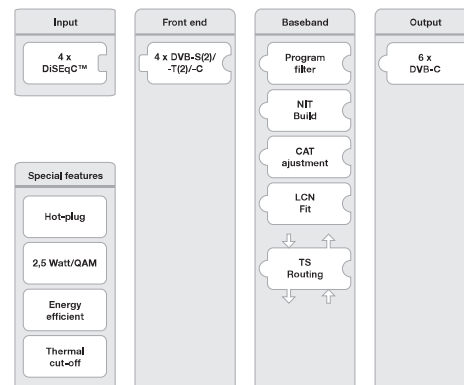 Input
4 x
DiSEqC™
Special features
Hot-plug
2,5 Watt/QAM
Energy
efficient
Thermal
cut-off
Front end
4 x DVB-S(2)/
-T(2)/-C
Baseband
Program
filter
NIT
Build
CAT
ajustment
LCN
Fit
TS
Routing
Output
6 x
DVB-C